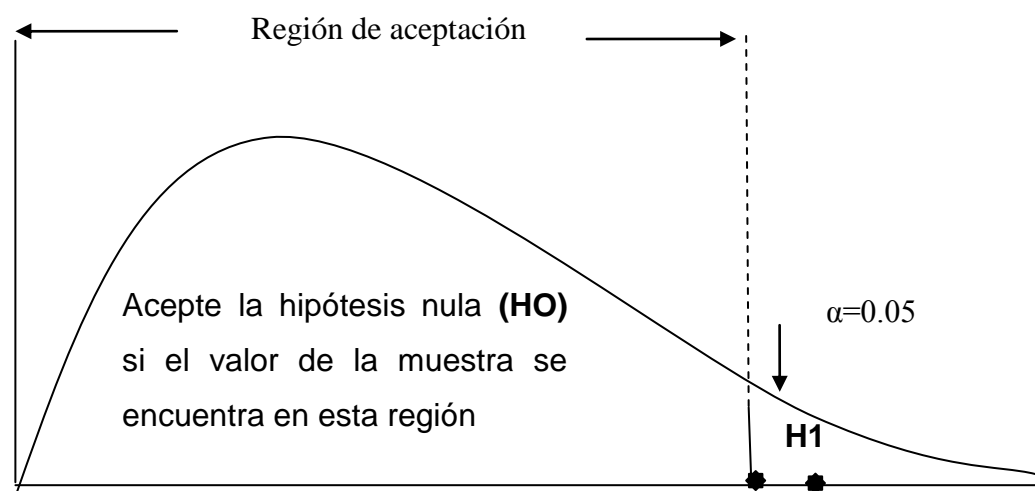 Región de aceptación
Acepte la hipótesis nula (HO)
si el valor de la muestra se
encuentra en esta región
α=0.05
H1